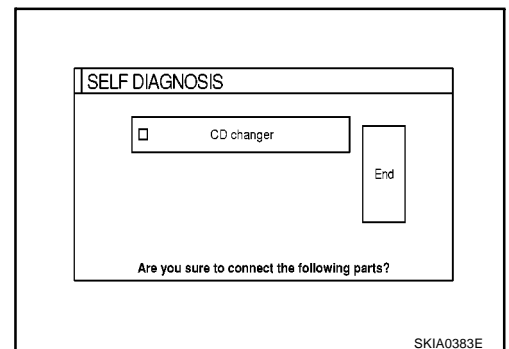 SELF DIAGNOSIS
CD changer
End
Are you sure to connect the following parts?
SKIA0383E